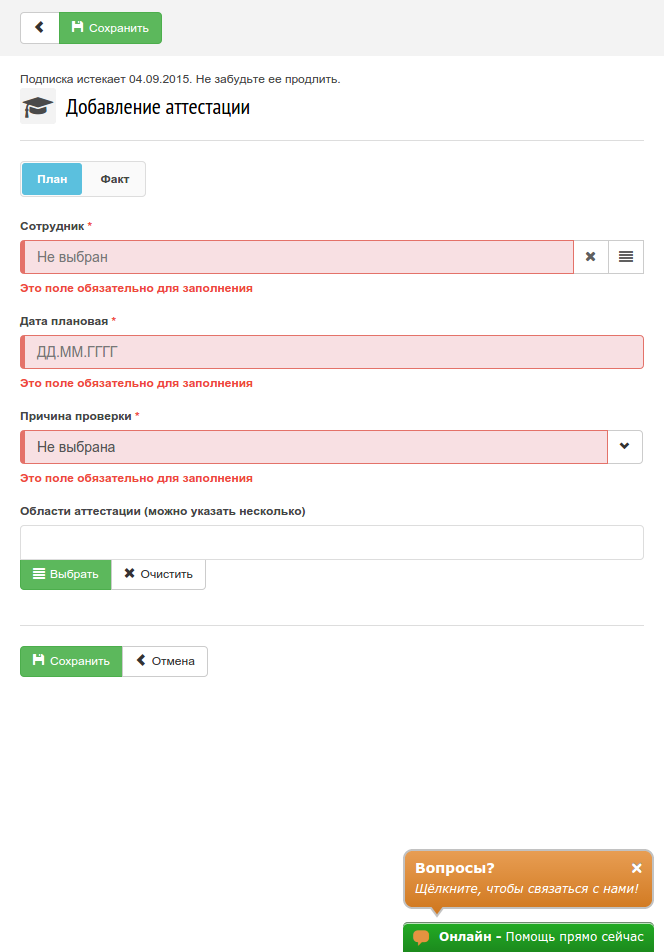 Сохранить
Подписка истекает 04.09.2015. Не забудьте ее продлить.
Добавление аттестации
План Факт
Сотрудник *
Не выбран
Это поле обязательно для заполнения
Дата плановая *
ДД.ММ.ГГГГ
Это поле обязательно для заполнения
Причина проверки *
Не выбрана
Это поле обязательно для заполнения
Области аттестации (можно указать несколько)
Выбрать Очистить
Сохранить Отмена
Вопросы?
Щёлкните, чтобы связаться с нами!
Онлайн – Помощь прямо сейчас